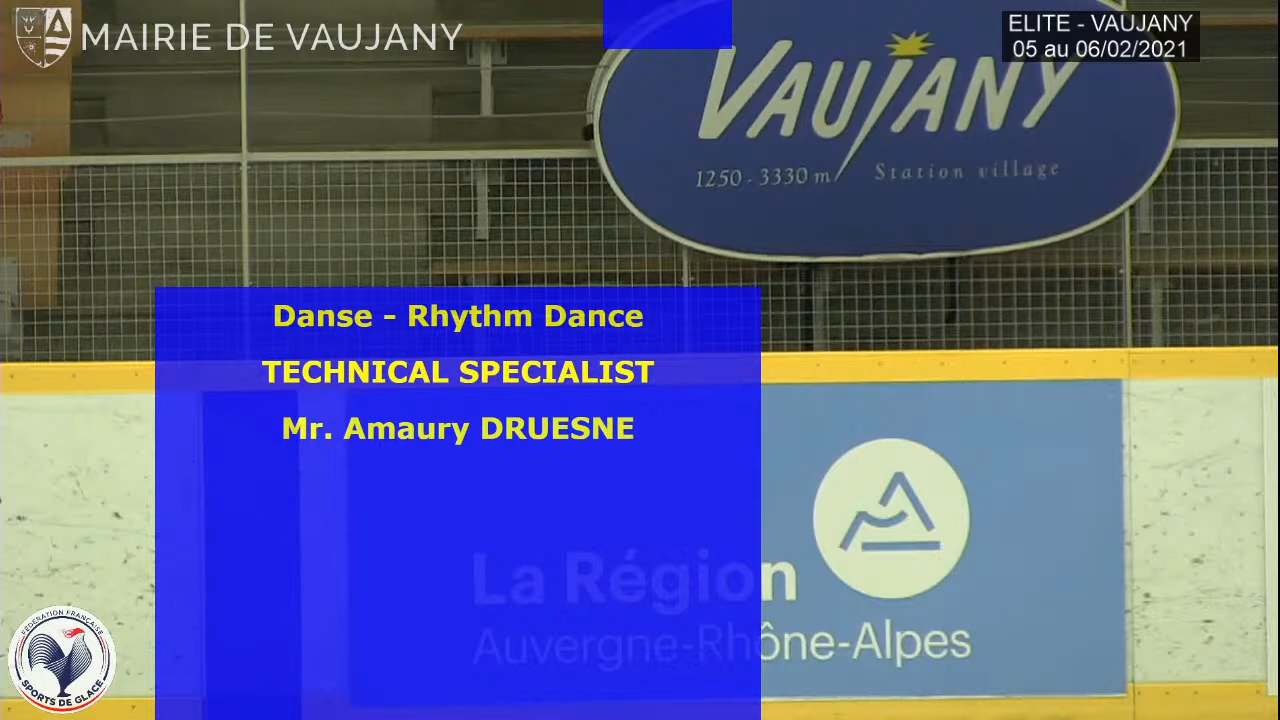 MAIRIE DE VAUJANY
ELITE - VAUJANY
05 au 06/02/2021
VAUJANY
1250 - 3330 m
Station village
Danse - Rhythm Dance
TECHNICAL SPECIALIST
Mr. Amaury DRUESNE
La Région
Auvergne-Rhône-Alpes
FÉDÉRATION FRANÇAISE
SPORTS DE GLACE